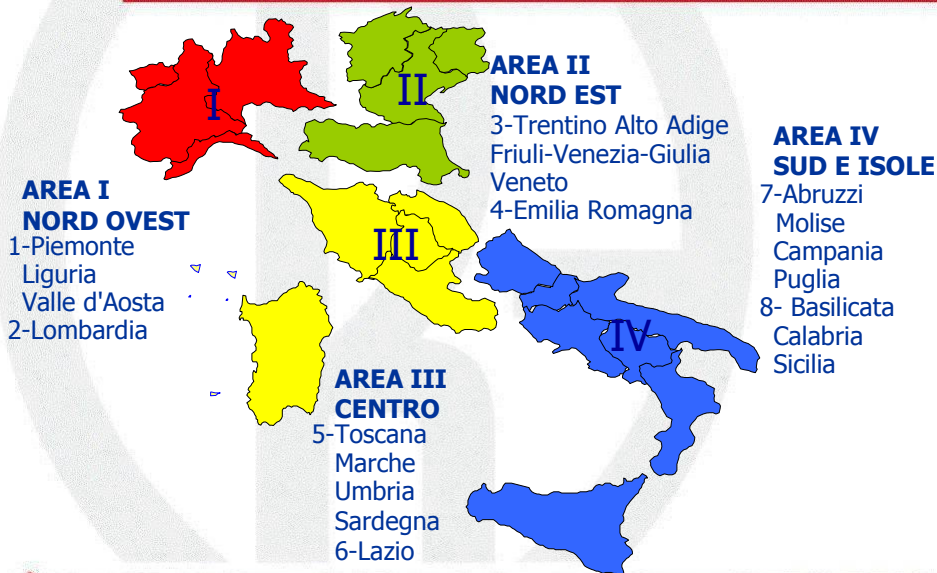 I
II
AREA II
NORD EST
3-Trentino Alto Adige
Friuli-Venezia-Giulia
Veneto
4-Emilia Romagna
AREA IV
SUD E ISOLE
7-Abruzzi
Molise
Campania
Puglia
8- Basilicata
Calabria
Sicilia
AREA I
NORD OVEST
1-Piemonte
Liguria
Valle d'Aosta
2-Lombardia
III
IV
AREA III
CENTRO
5-Toscana
Marche
Umbria
Sardegna
6-Lazio